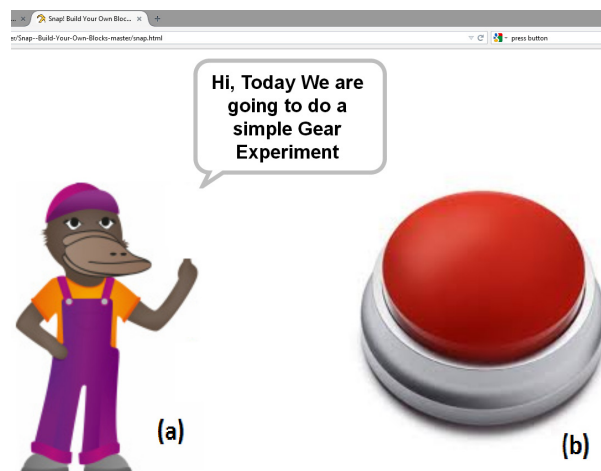 ... × Snap! Build Your Own Bloc... × +
er/Snap--Build-Your-Own-Blocks-master/snap.html press button
Hi, Today We are
going to do a
simple Gear
Experiment
(a)
(b)